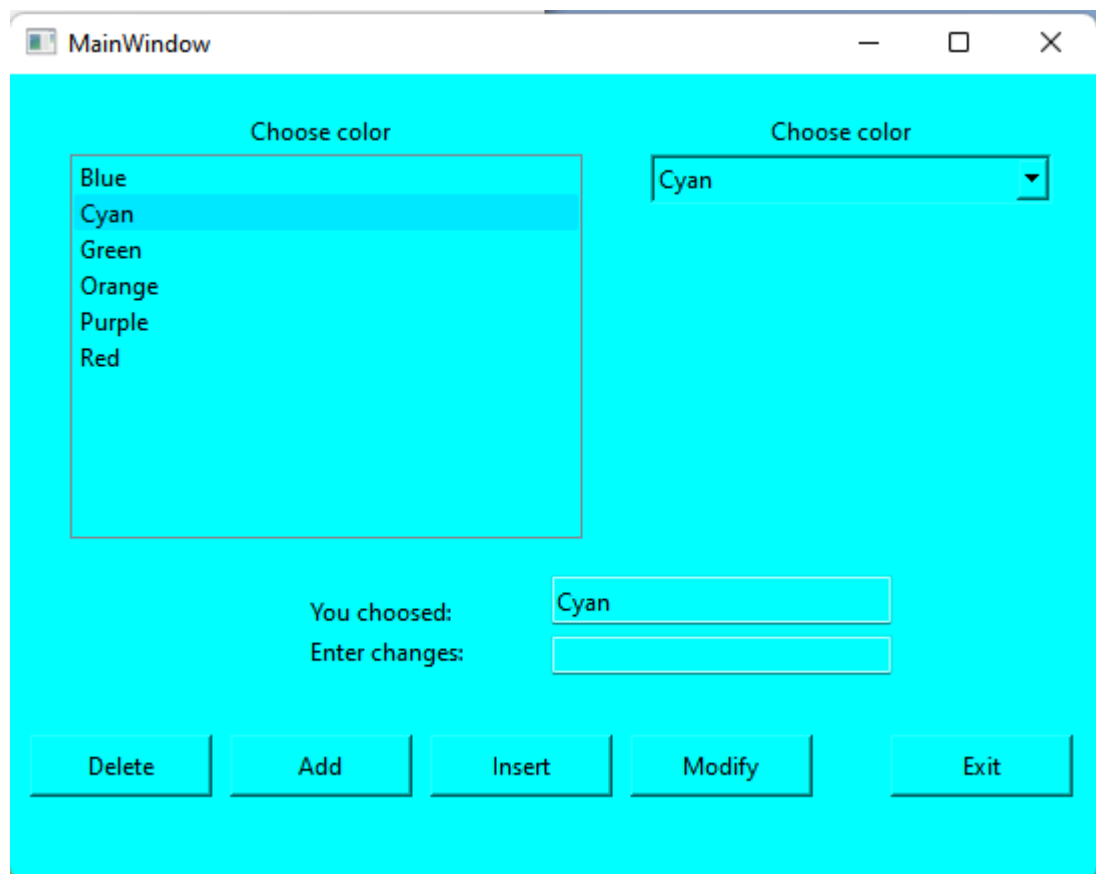 MainWindow
Choose color
Choose color
Blue
Cyan
Green
Orange
Purple
Red
Cyan
You choosed:
Cyan
Enter changes:
Delete
Add
Insert
Modify
Exit